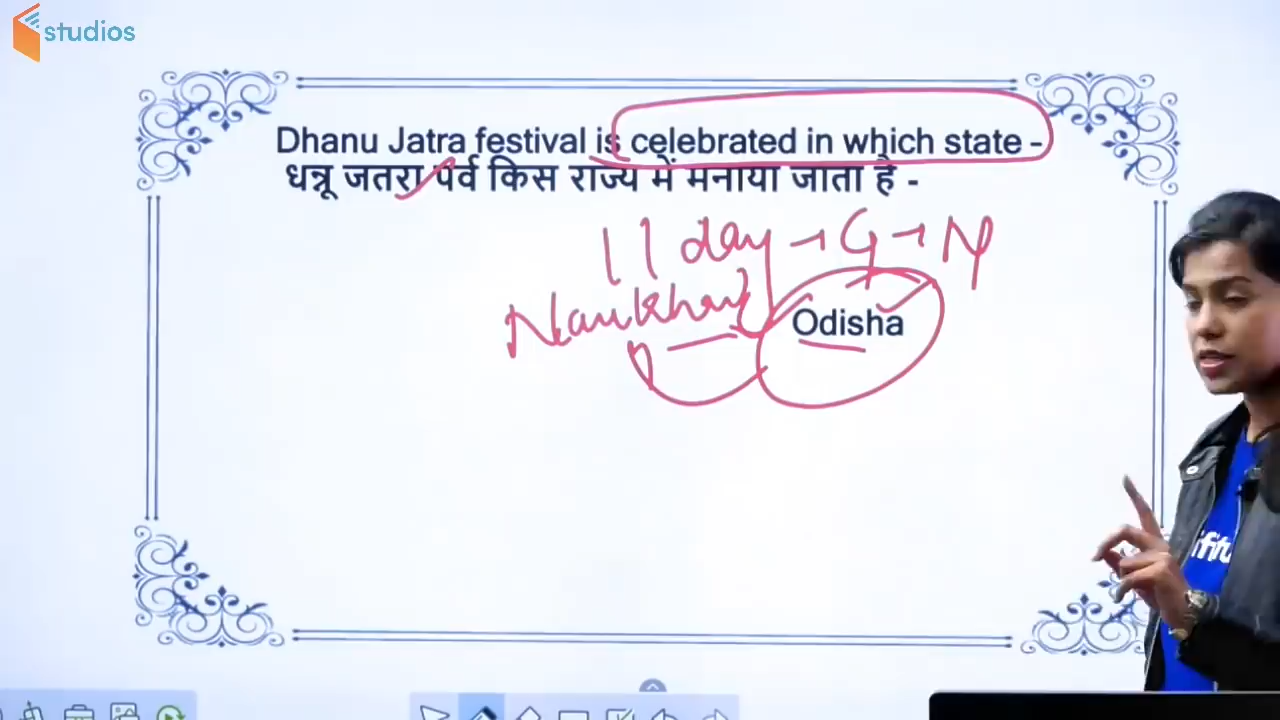 studios
Dhanu Jatra festival is celebrated in which state -
धन्नू जतरा पर्व किस राज्य में मनाया जाता है -
11 day → G → M
Odisha